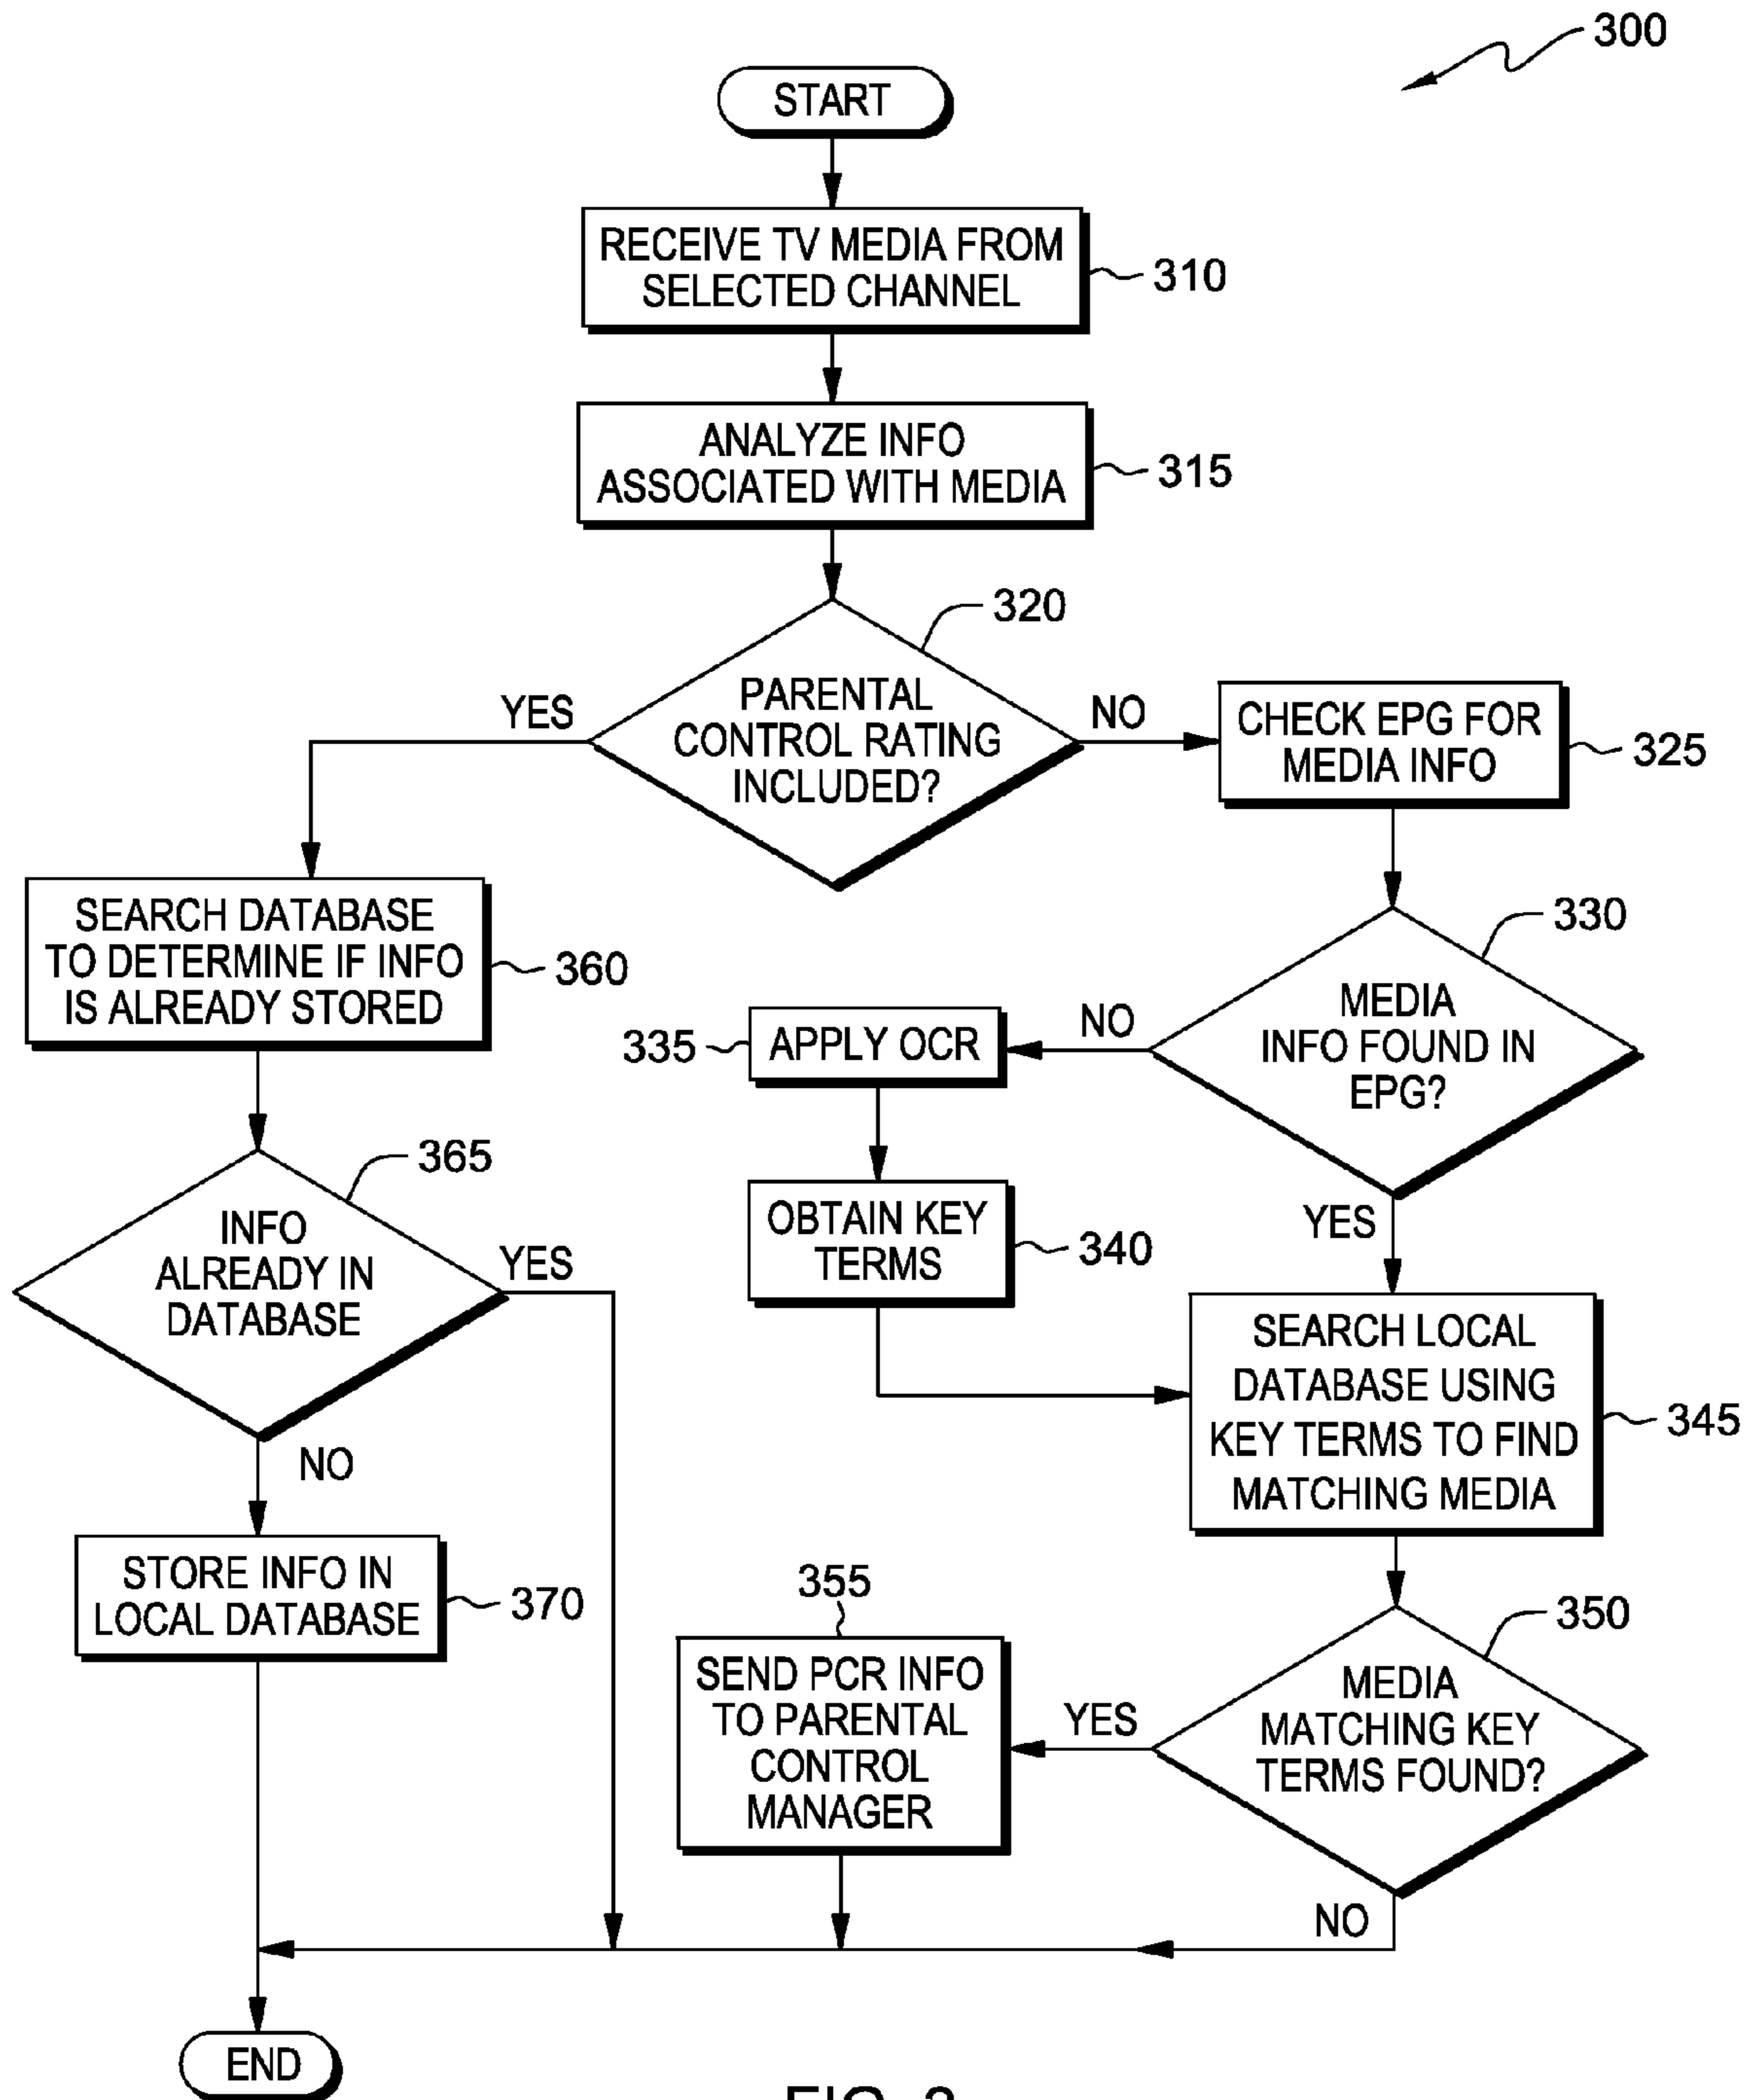 300
START
RECEIVE TV MEDIA FROM
SELECTED CHANNEL
310
ANALYZE INFO
ASSOCIATED WITH MEDIA
315
320
PARENTAL
CONTROL RATING
INCLUDED?
YES
NO
CHECK EPG FOR
MEDIA INFO
325
SEARCH DATABASE
TO DETERMINE IF INFO
IS ALREADY STORED
360
330
MEDIA
INFO FOUND IN
EPG?
NO
YES
335
APPLY OCR
OBTAIN KEY
TERMS
340
365
INFO
ALREADY IN
DATABASE
YES
NO
SEARCH LOCAL
DATABASE USING
KEY TERMS TO FIND
MATCHING MEDIA
345
STORE INFO IN
LOCAL DATABASE
370
355
SEND PCR INFO
TO PARENTAL
CONTROL
MANAGER
350
MEDIA
MATCHING KEY
TERMS FOUND?
YES
NO
END
FIG.